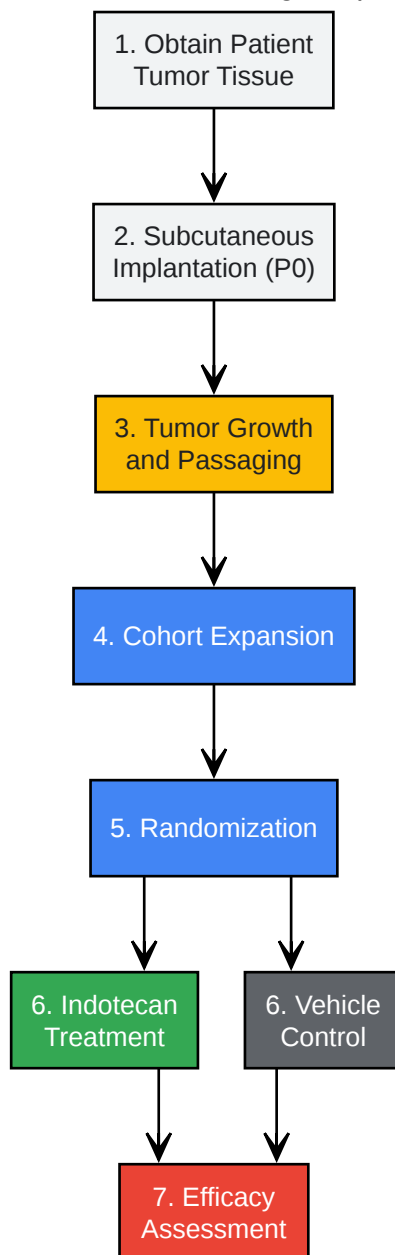 1. Obtain Patient
Tumor Tissue
2. Subcutaneous
Implantation (P0)
3. Tumor Growth
and Passaging
4. Cohort Expansion
5. Randomization
6. Indotecan
Treatment
6. Vehicle
Control
7. Efficacy
Assessment